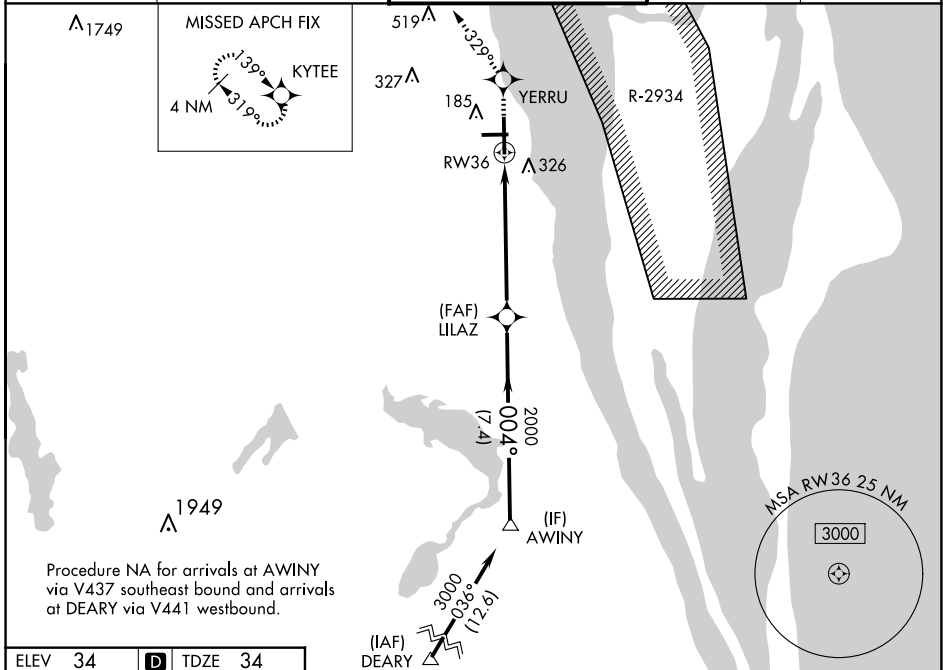 1749
MISSED APCH FIX
139°
KYTEE
4 NM
319°
519
329°
327
YERRU
185
R-2934
RW36
326
(FAF)
LILAZ
2000
004°
(7.4)
1949
(IF)
AWINY
MSA RW36 25 NM
3000
Procedure NA for arrivals at AWINY
via V437 southeast bound and arrivals
at DEARY via V441 westbound.
3000
036°
(12.6)
(IAF)
DEARY
ELEV 34 D TDZE 34